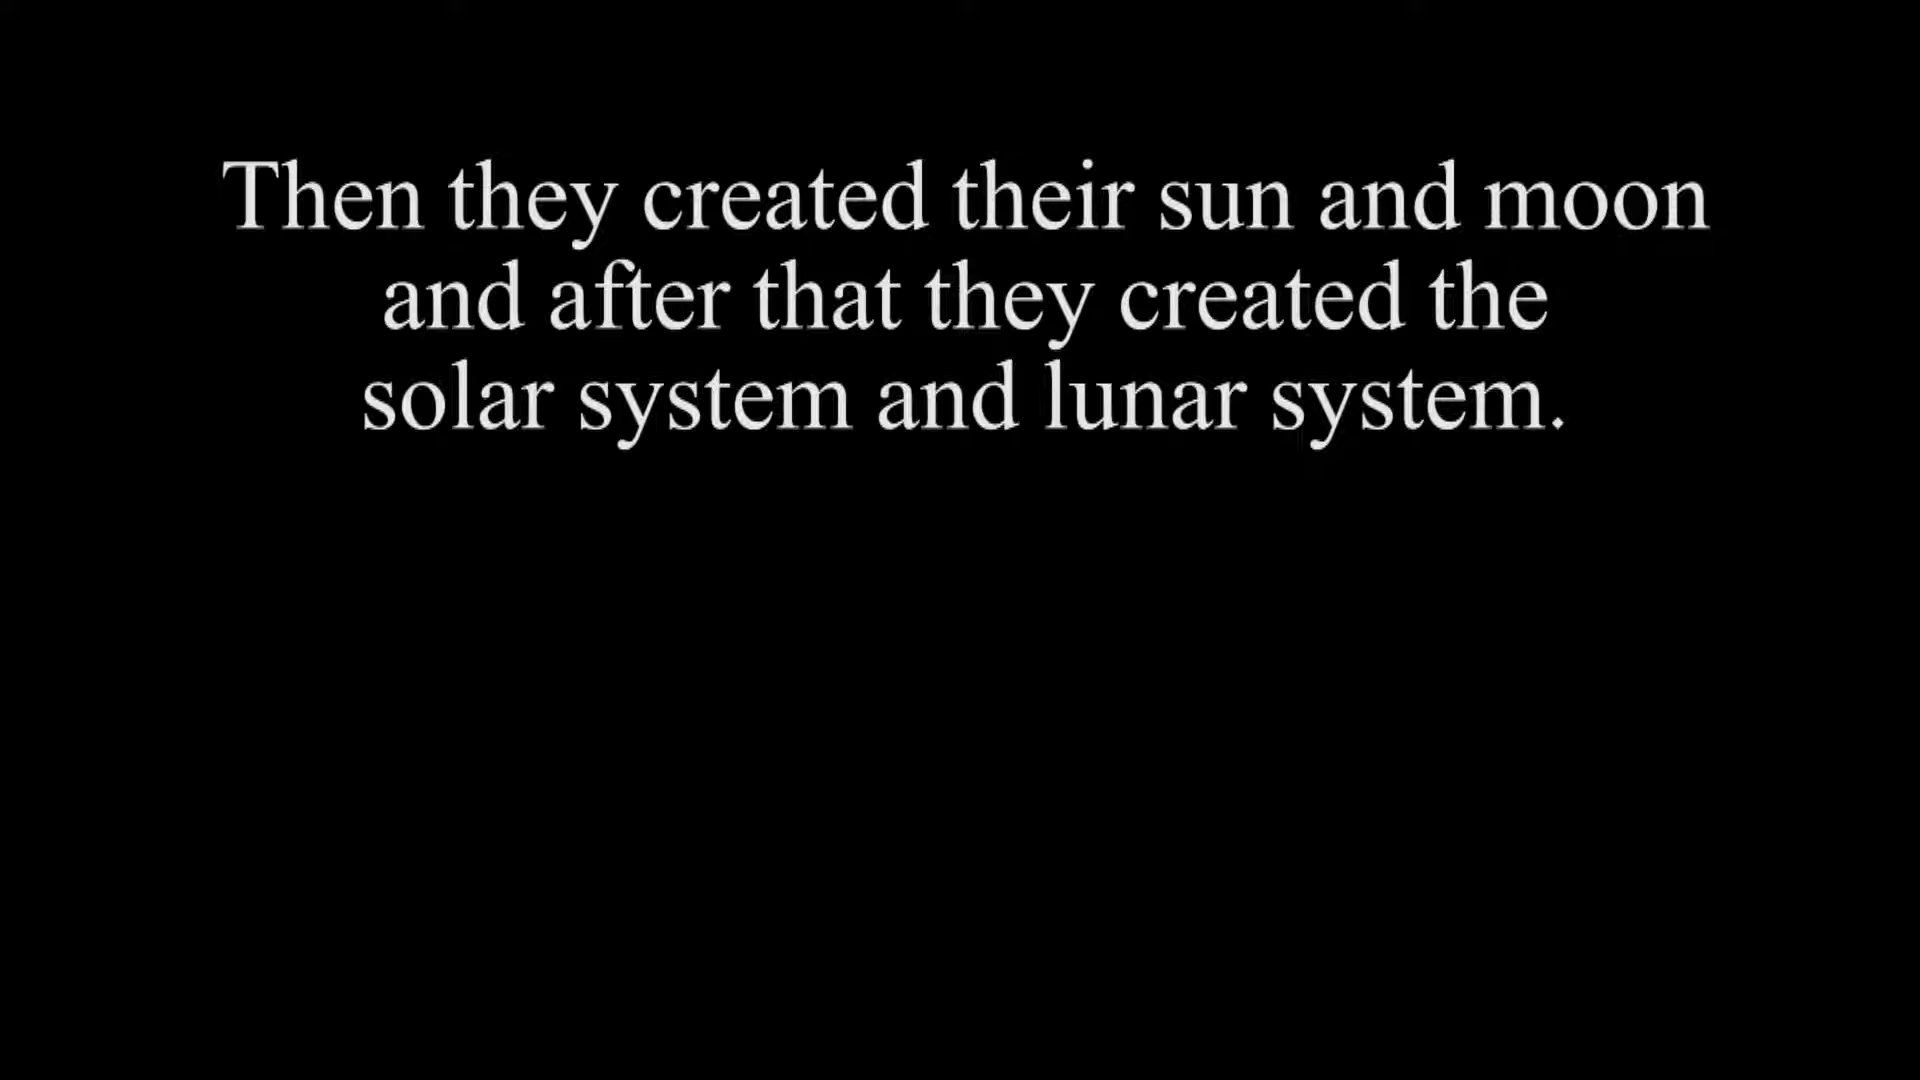 Then they created their sun and moon
and after that they created the
solar system and lunar system.